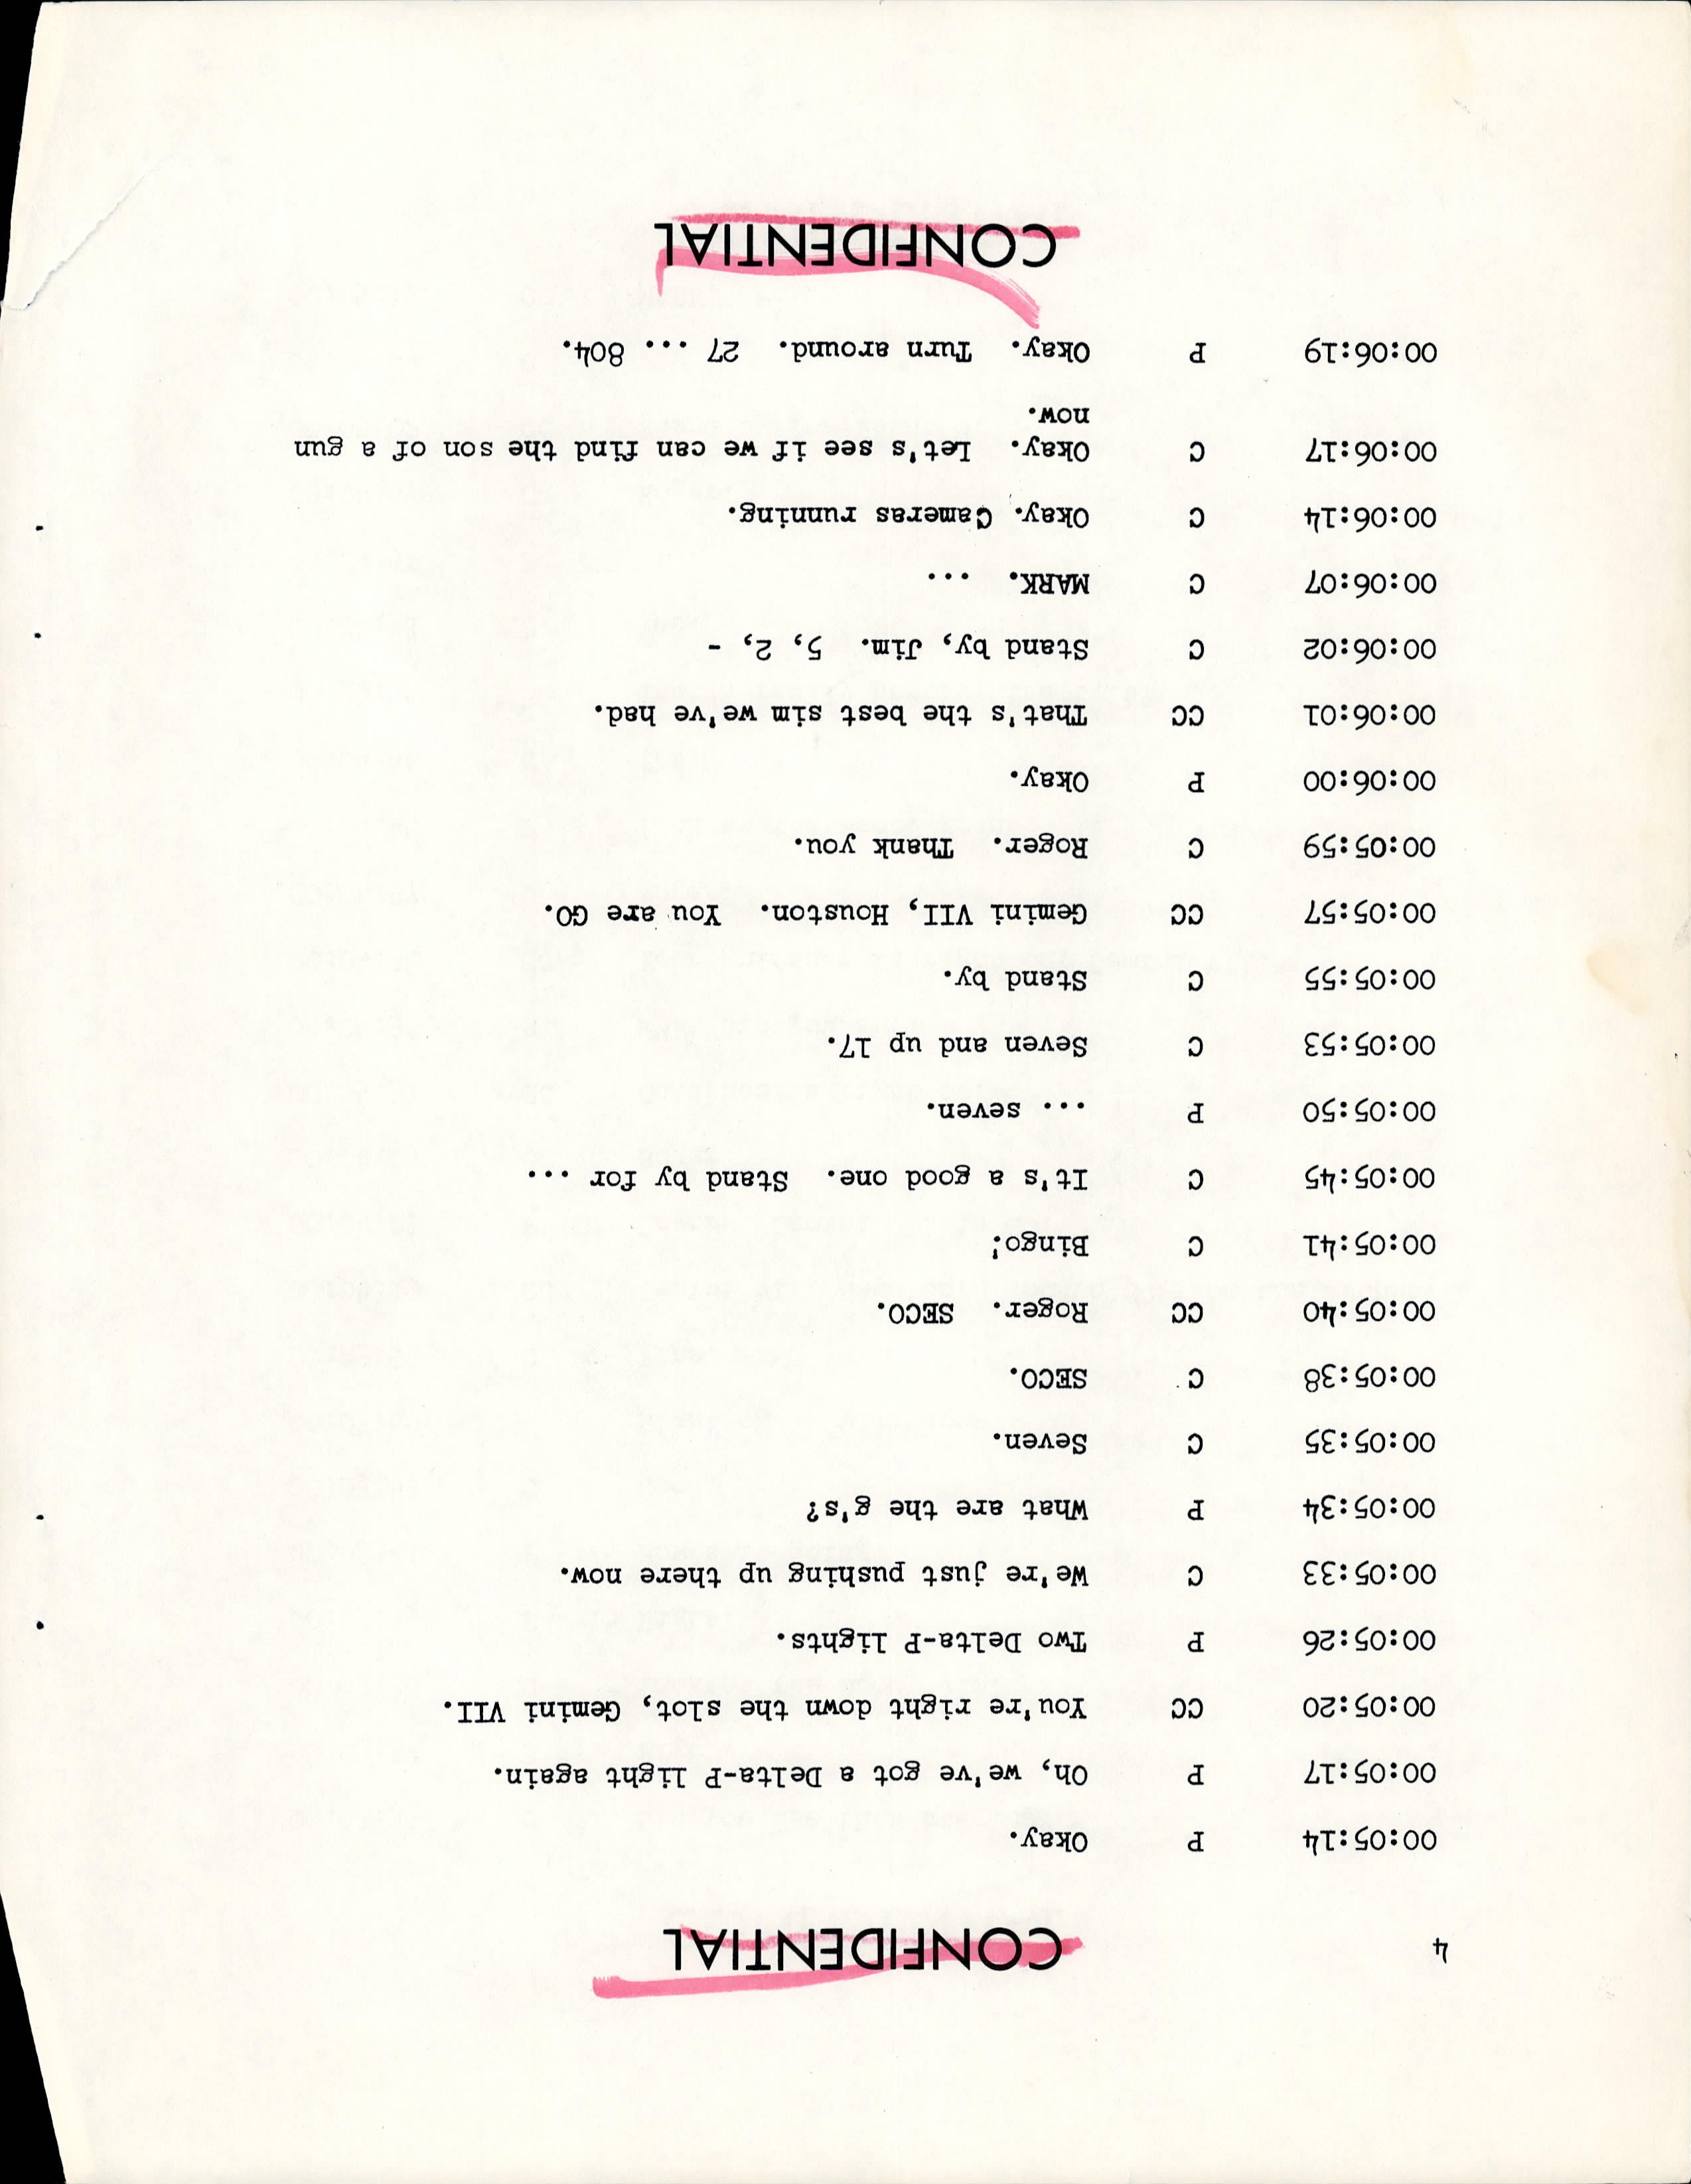 4 CONFIDENTIAL
00:05:14 P Okay.
00:05:17 P Oh, we've got a Delta-P light again.
00:05:20 CC You're right down the slot, Gemini VII.
00:05:26 P Two Delta-P lights.
00:05:33 C We're just pushing up there now.
00:05:34 P What are the g's?
00:05:35 C Seven.
00:05:38 C SECO.
00:05:40 CC Roger. SECO.
00:05:41 C Bingo!
00:05:45 C It's a good one. Stand by for ...
00:05:50 P ... seven.
00:05:53 C Seven and up 17.
00:05:55 C Stand by.
00:05:57 CC Gemini VII, Houston. You are GO.
00:05:59 C Roger. Thank you.
00:06:00 P Okay.
00:06:01 CC That's the best sim we've had.
00:06:02 C Stand by, Jim. 5, 2, -
00:06:07 C MARK. ...
00:06:14 C Okay. Cameras running.
00:06:17 C Okay. Let's see if we can find the son of a gun
now.
00:06:19 P Okay. Turn around. 27 ... 804.
CONFIDENTIAL